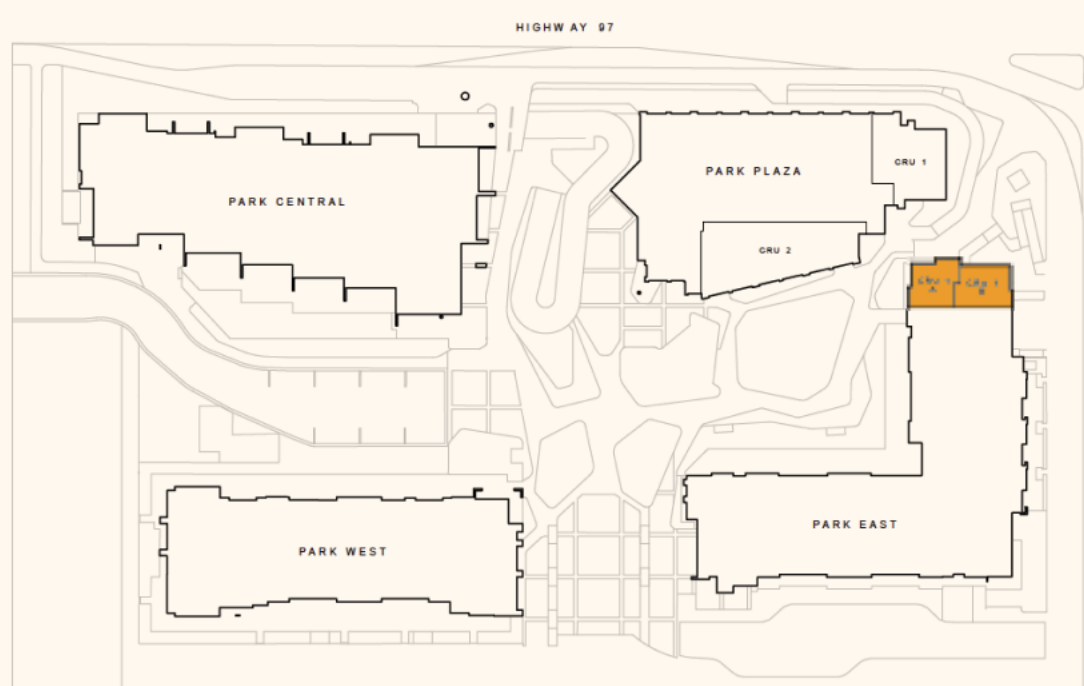 HIGHWAY 97
PARK CENTRAL
PARK PLAZA
CRU 1
CRU 2
PARK WEST
PARK EAST